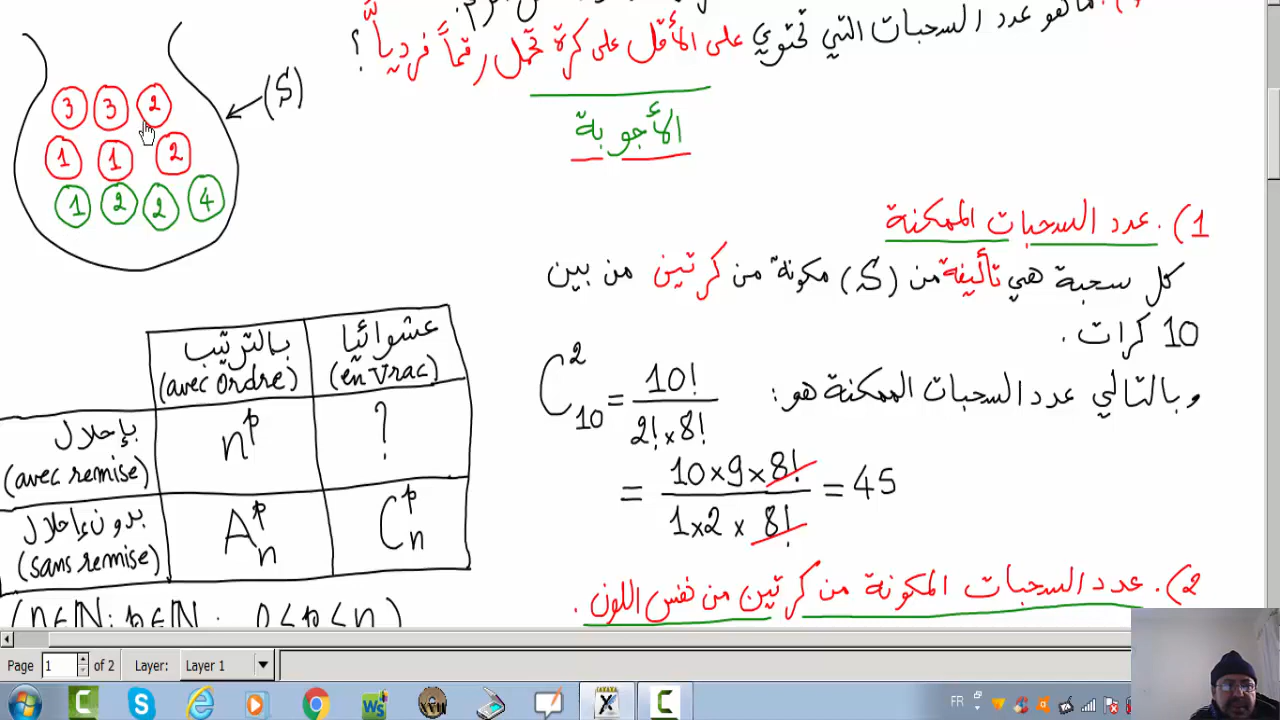 ما هو عدد السحبات التي تحتوي على الأقل على كرة تحمل رقماً فردياً ؟
(S)
3 3 2
1 1 2
1 2 2 4
الأجوبة
1). عدد السحبات الممكنة
كل سحبة هي تأليفة من (S) مكونة من كرتين من بين
10 كرات .
وبالتالي عدد السحبات الممكنة هو :
C₁₀² = 10! / 2! × 8!
= 10×9×8! / 1×2×8! = 45
2). عدد السحبات المكونة من كرتين من نفس اللون .
بالترتيب (avec ordre)
عشوائيا (en vrac)
بإحلال (avec remise)
nᵖ
?
بدون إحلال (sans remise)
Aₙᵖ
Cₙᵖ
Page 1 of 2 Layer: Layer 1
FR